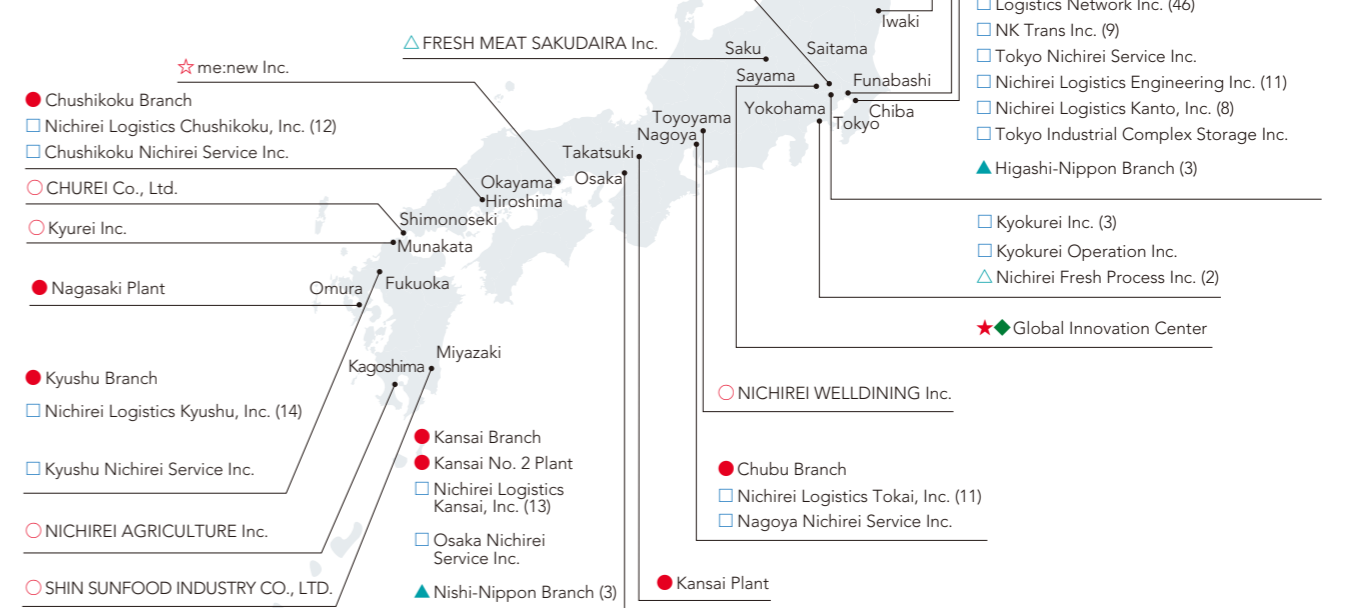 Logistics Network Inc. (46)
Iwaki
□ NK Trans Inc. (9)
△ FRESH MEAT SAKUDAIRA Inc.
Saku
Saitama
□ Tokyo Nichirei Service Inc.
☆ me:new Inc.
Sayama
Funabashi
□ Nichirei Logistics Engineering Inc. (11)
● Chushikoku Branch
Yokohama
Chiba
□ Nichirei Logistics Kanto, Inc. (8)
Toyoyama
Tokyo
□ Nichirei Logistics Chushikoku, Inc. (12)
Nagoya
□ Tokyo Industrial Complex Storage Inc.
□ Chushikoku Nichirei Service Inc.
Takatsuki
▲ Higashi-Nippon Branch (3)
○ CHUREI Co., Ltd.
Okayama
Osaka
Hiroshima
Shimonoseki
□ Kyokurei Inc. (3)
○ Kyurei Inc.
Munakata
□ Kyokurei Operation Inc.
● Nagasaki Plant
Omura
Fukuoka
△ Nichirei Fresh Process Inc. (2)
★◆ Global Innovation Center
Miyazaki
Kagoshima
● Kyushu Branch
□ Nichirei Logistics Kyushu, Inc. (14)
○ NICHIREI WELLDINING Inc.
□ Kyushu Nichirei Service Inc.
● Kansai Branch
● Kansai No. 2 Plant
□ Nichirei Logistics
Kansai, Inc. (13)
□ Osaka Nichirei
Service Inc.
▲ Nishi-Nippon Branch (3)
● Chubu Branch
□ Nichirei Logistics Tokai, Inc. (11)
□ Nagoya Nichirei Service Inc.
○ NICHIREI AGRICULTURE Inc.
○ SHIN SUNFOOD INDUSTRY CO., LTD.
● Kansai Plant